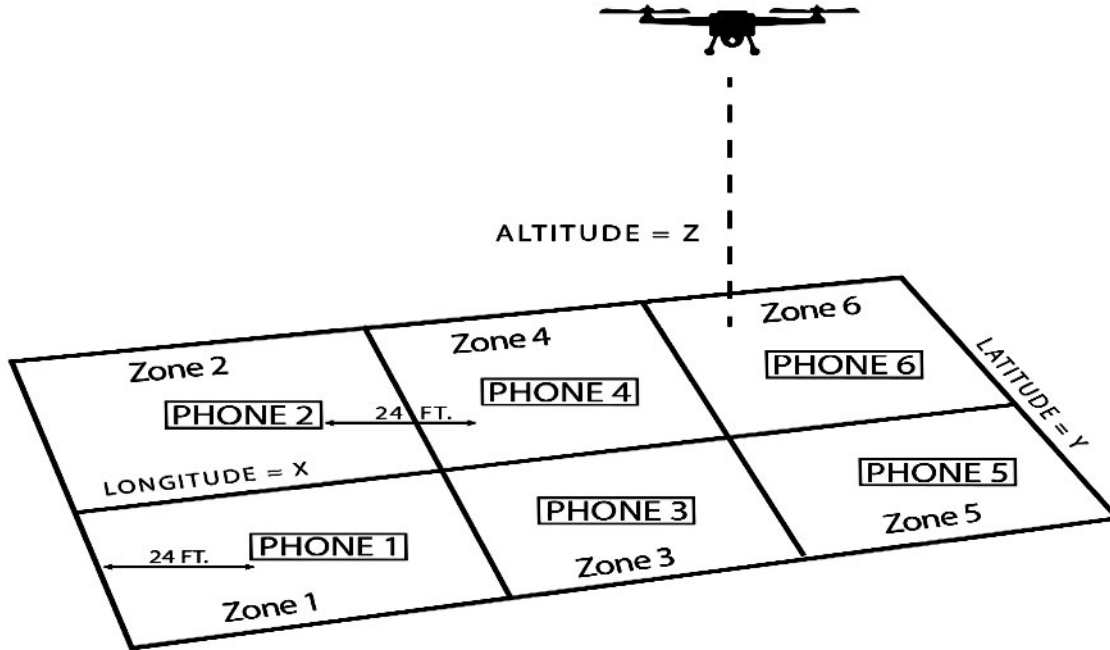 ALTITUDE = Z
Zone 2
Zone 4
Zone 6
PHONE 2
24 FT.
PHONE 4
PHONE 6
LATITUDE = Y
LONGITUDE = X
PHONE 1
24 FT.
Zone 1
PHONE 3
Zone 3
PHONE 5
Zone 5